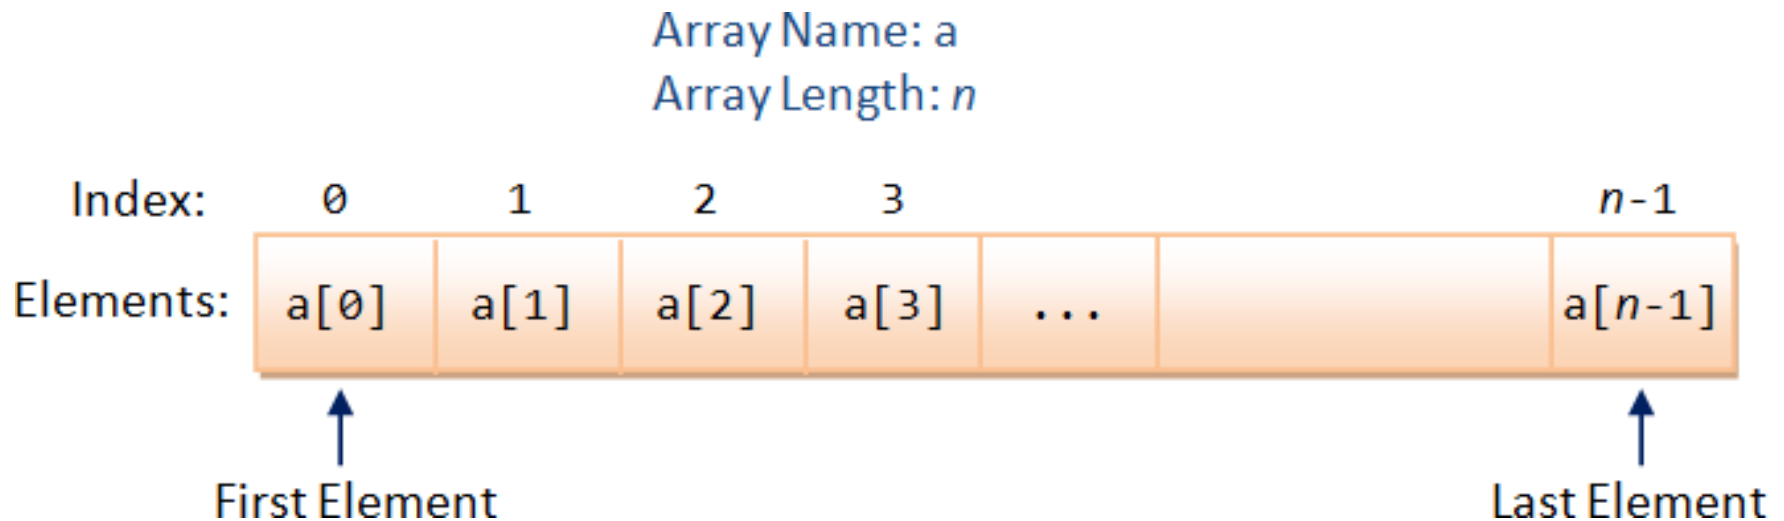 Array Name: a
Array Length: n
Index: 0 1 2 3 n-1
Elements: a[0] a[1] a[2] a[3] ... a[n-1]
First Element Last Element